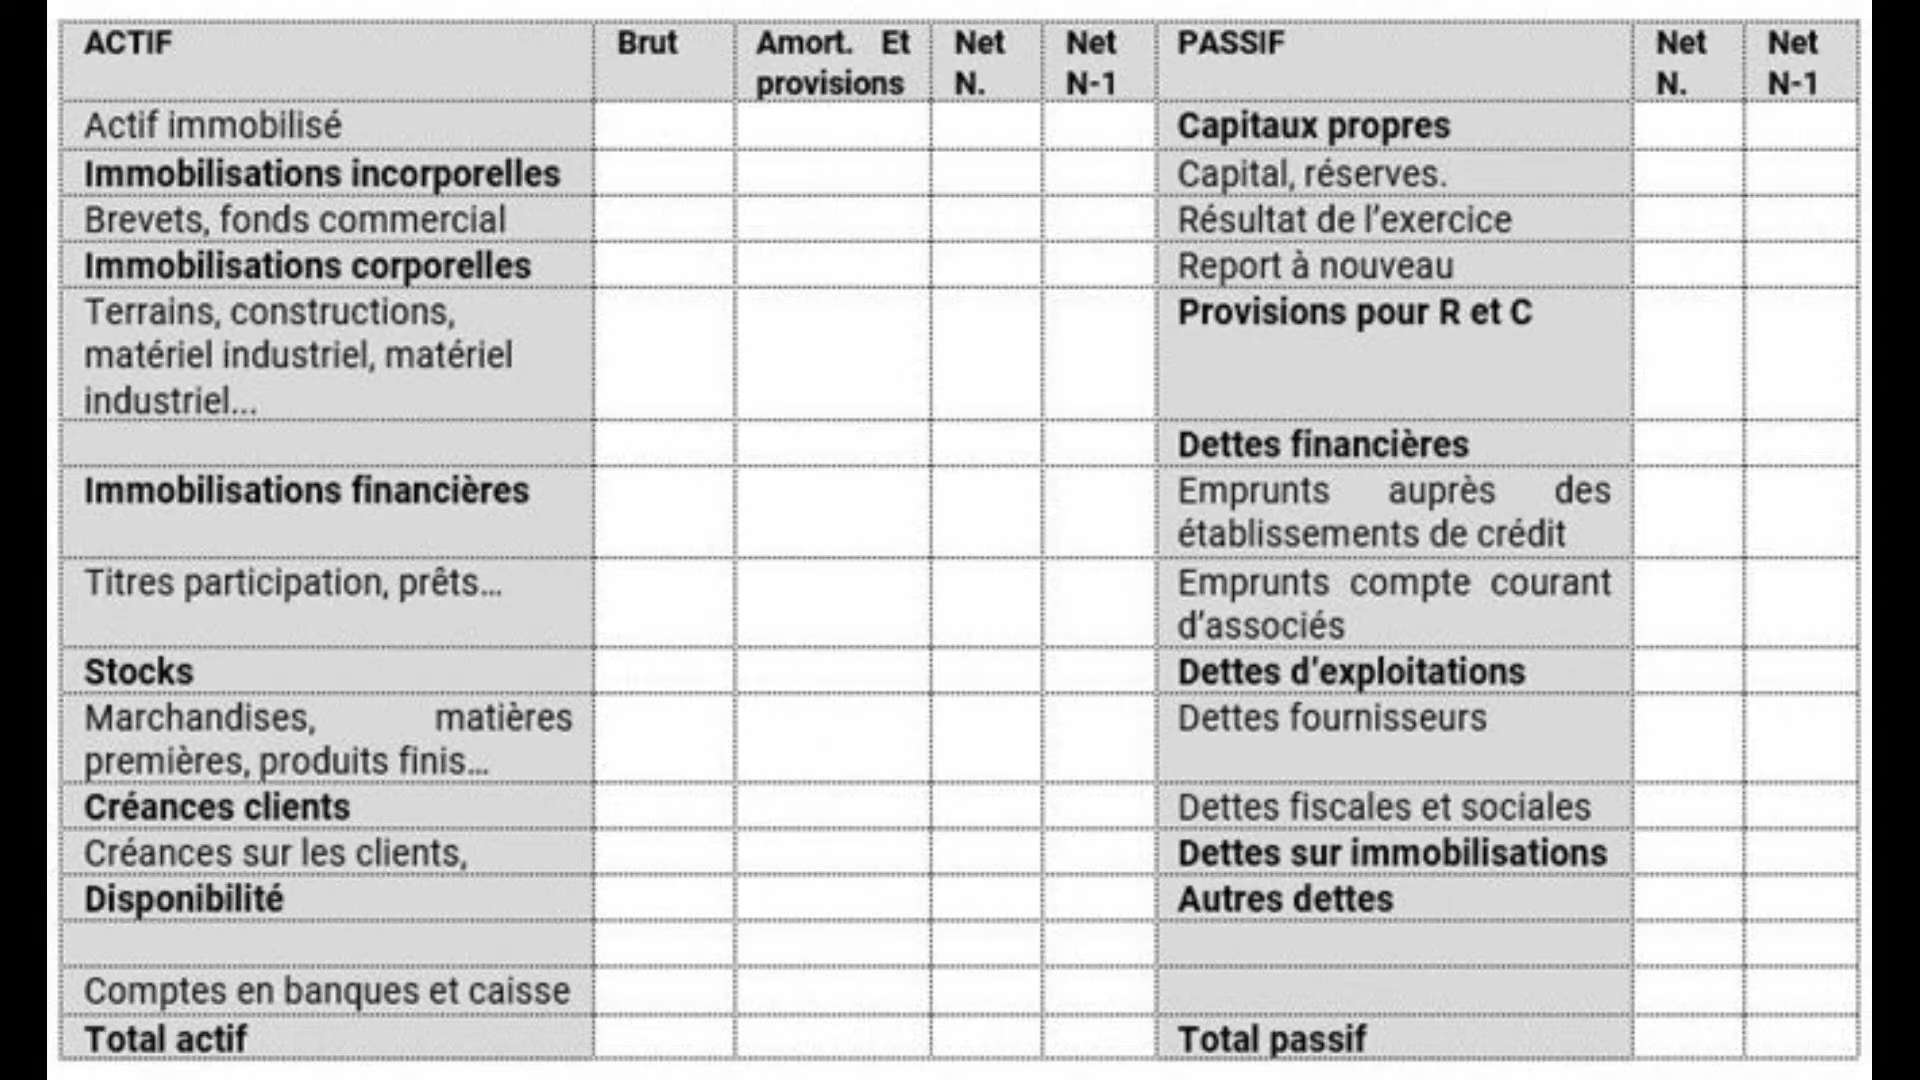 ACTIF Brut Amort. Et provisions Net N. Net N-1 PASSIF Net N. Net N-1
Actif immobilisé Capitaux propres
Immobilisations incorporelles Capital, réserves.
Brevets, fonds commercial Résultat de l’exercice
Immobilisations corporelles Report à nouveau
Terrains, constructions, Provisions pour R et C
matériel industriel, matériel
industriel...
Dettes financières
Immobilisations financières Emprunts auprès des
établissements de crédit
Titres participation, prêts... Emprunts compte courant
d’associés
Stocks Dettes d’exploitations
Marchandises, matières Dettes fournisseurs
premières, produits finis...
Créances clients Dettes fiscales et sociales
Créances sur les clients, Dettes sur immobilisations
Disponibilité Autres dettes
Comptes en banques et caisse
Total actif Total passif